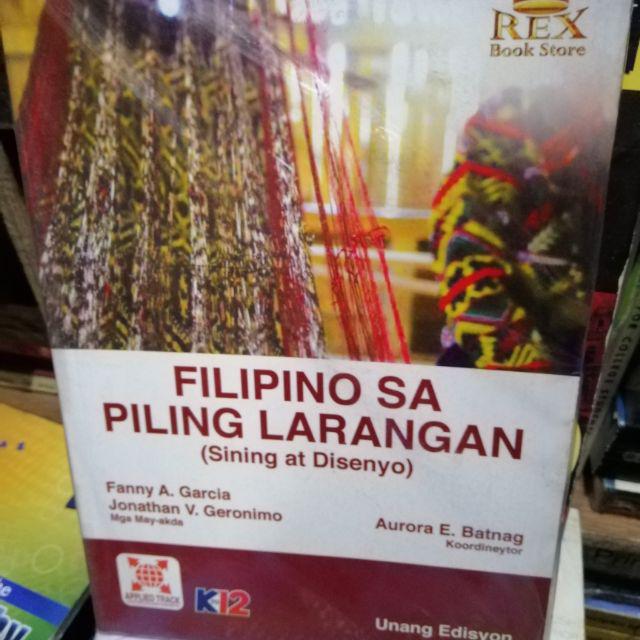 REX
Book Store
FILIPINO SA
PILING LARANGAN
(Sining at Disenyo)
Fanny A. Garcia
Jonathan V. Geronimo
Mga May-akda
Aurora E. Batnag
Koordineytor
APPLIED TRACK
K12
Unang Edisyon
the